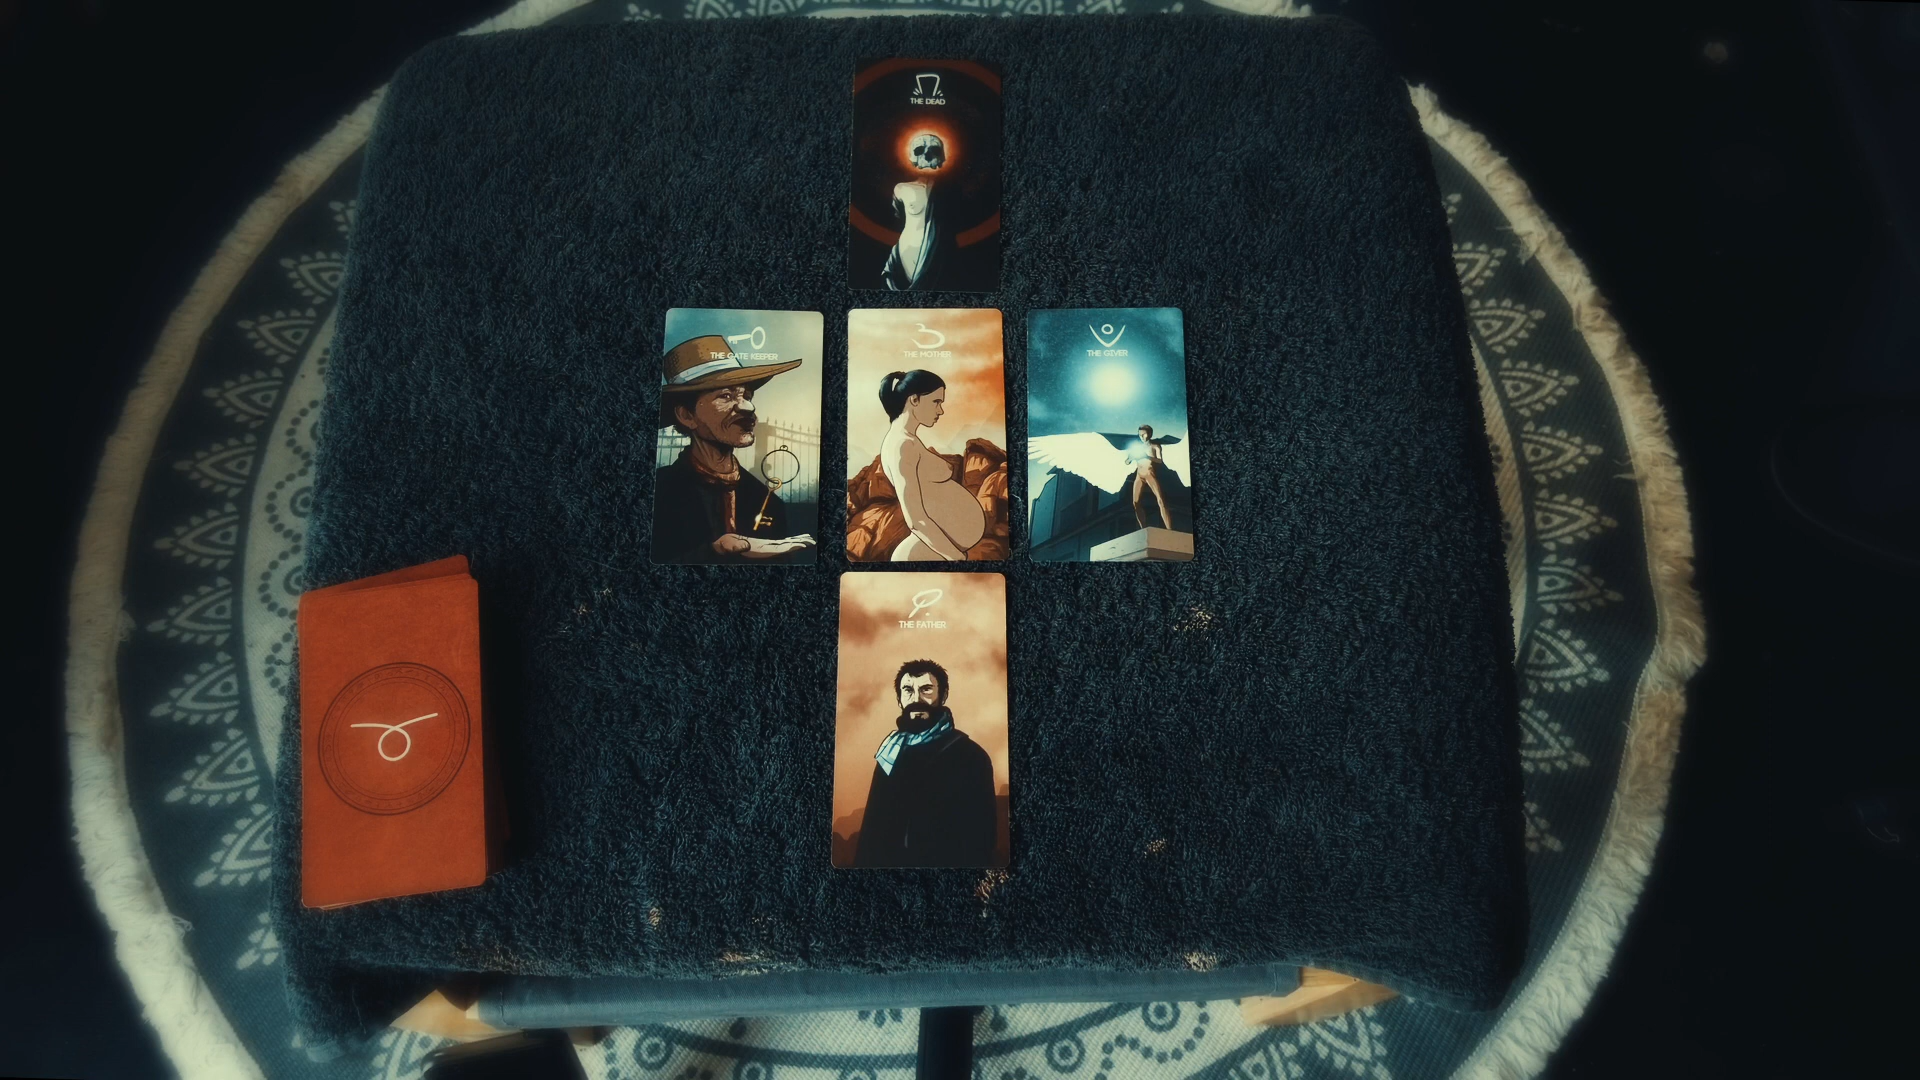 THE DEAD
THE GATE KEEPER
THE MOTHER
THE GIVER
THE FATHER